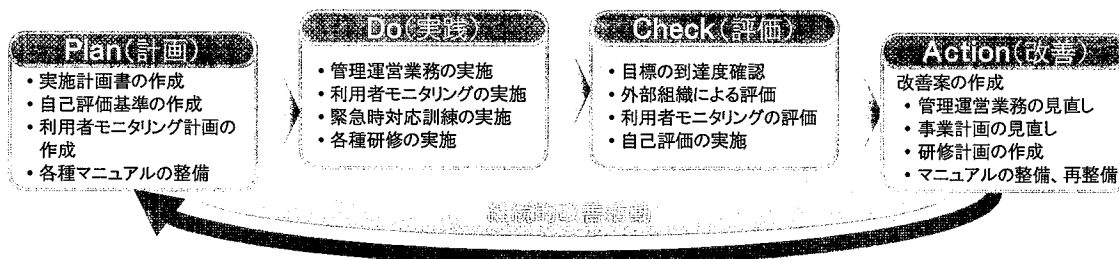 Plan(計画)
・実施計画書の作成
・自己評価基準の作成
・利用者モニタリング計画の
作成
・各種マニュアルの整備
Do(実践)
・管理運営業務の実施
・利用者モニタリングの実施
・緊急時対応訓練の実施
・各種研修の実施
Check(評価)
・目標の到達度確認
・外部組織による評価
・利用者モニタリングの評価
・自己評価の実施
Action(改善)
改善案の作成
・管理運営業務の見直し
・事業計画の見直し
・研修計画の作成
・マニュアルの整備、再整備
継続的改善活動